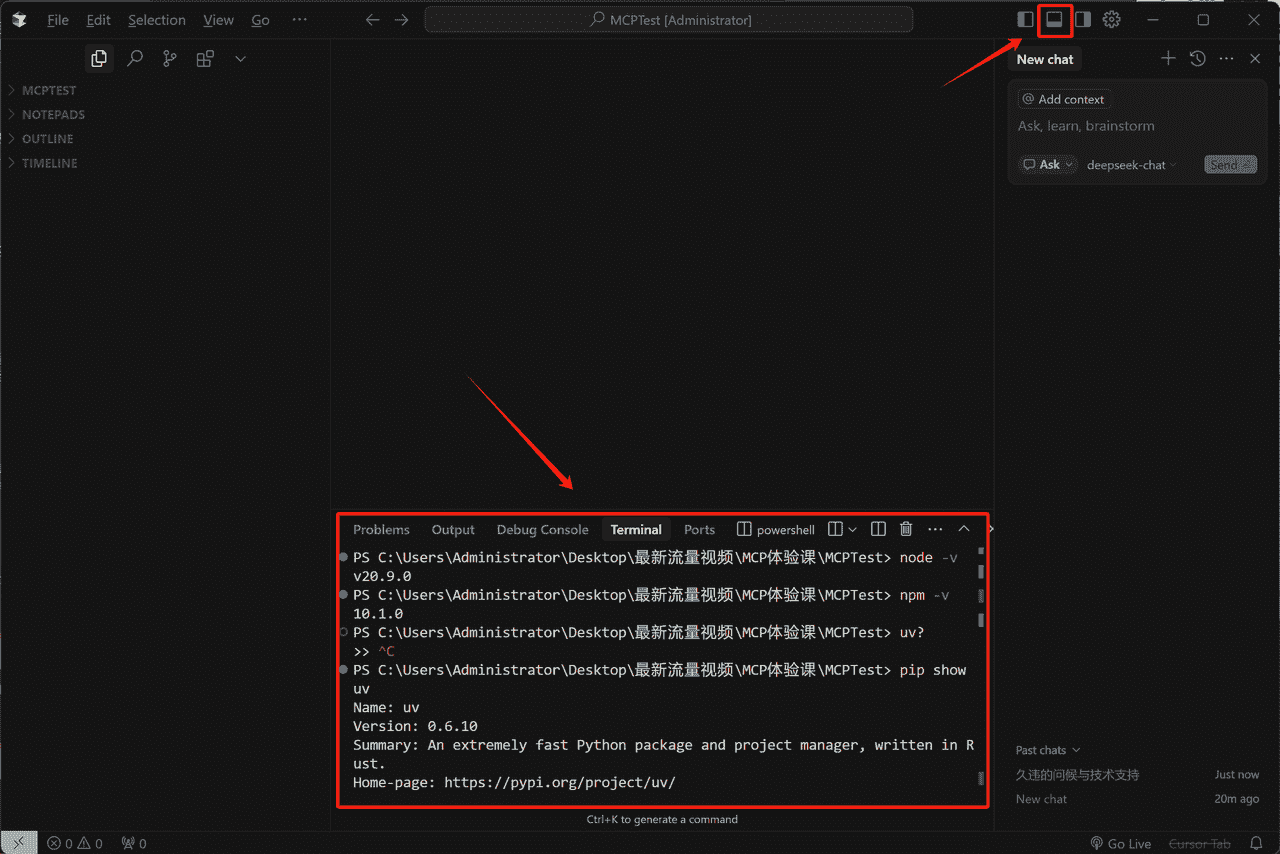 File Edit Selection View Go ···
MCPTest [Administrator]
MCPTEST
NOTEPADS
OUTLINE
TIMELINE
New chat
@ Add context
Ask, learn, brainstorm
Ask deepseek-chat Send
Problems Output Debug Console Terminal Ports powershell
PS C:\Users\Administrator\Desktop\最新流量视频\MCP体验课\MCPTest> node -v
v20.9.0
PS C:\Users\Administrator\Desktop\最新流量视频\MCP体验课\MCPTest> npm -v
10.1.0
PS C:\Users\Administrator\Desktop\最新流量视频\MCP体验课\MCPTest> uv?
>> ^C
PS C:\Users\Administrator\Desktop\最新流量视频\MCP体验课\MCPTest> pip show
uv
Name: uv
Version: 0.6.10
Summary: An extremely fast Python package and project manager, written in R
ust.
Home-page: https://pypi.org/project/uv/
Ctrl+K to generate a command
Past chats
久违的问候与技术支持 Just now
New chat 20m ago
0 0 0
Go Live Cursor Tab